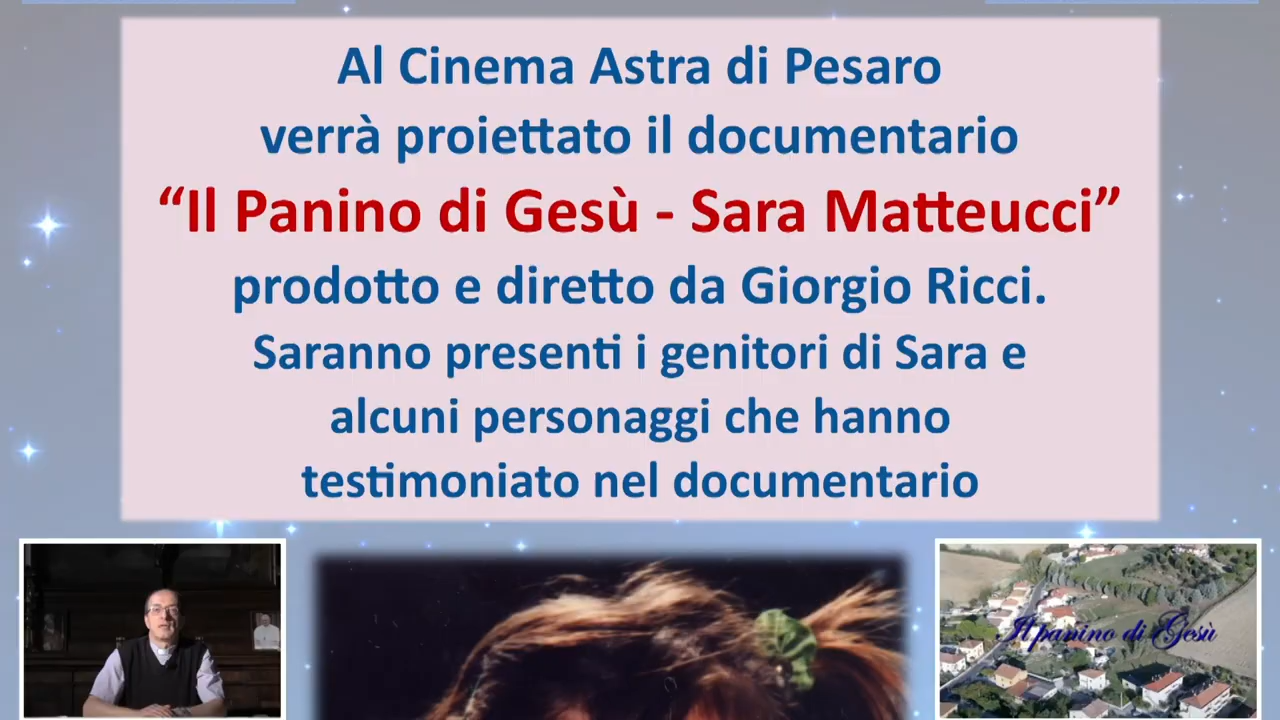 Al Cinema Astra di Pesaro
verrà proiettato il documentario
“Il Panino di Gesù - Sara Matteucci”
prodotto e diretto da Giorgio Ricci.
Saranno presenti i genitori di Sara e
alcuni personaggi che hanno
testimoniato nel documentario
Il panino di Gesù